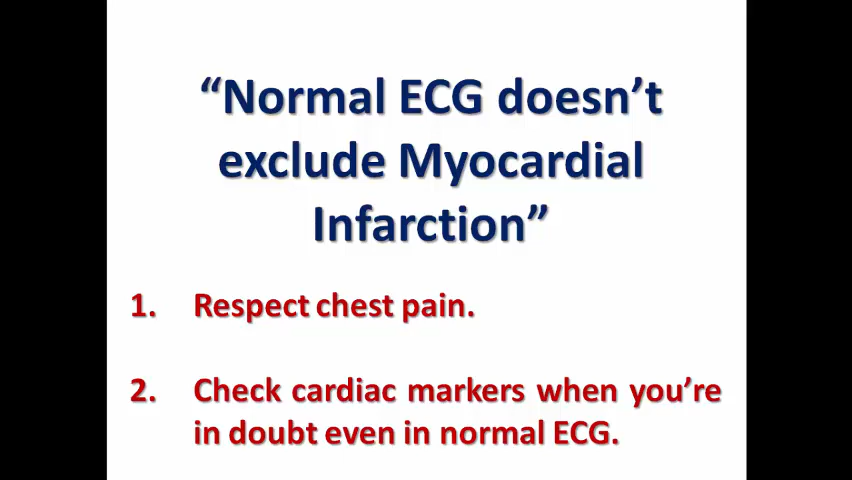 “Normal ECG doesn’t
exclude Myocardial
Infarction”
1. Respect chest pain.
2. Check cardiac markers when you’re
in doubt even in normal ECG.